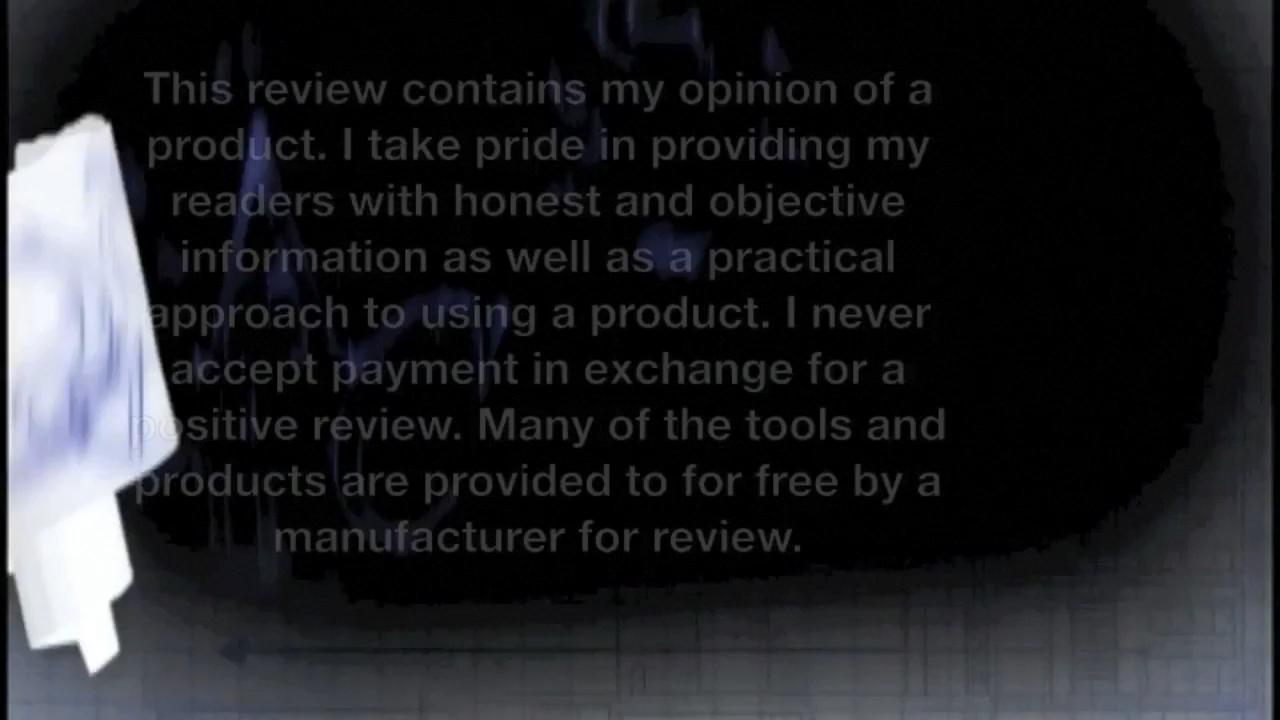 This review contains my opinion of a
product. I take pride in providing my
readers with honest and objective
information as well as a practical
approach to using a product. I never
accept payment in exchange for a
positive review. Many of the tools and
products are provided to for free by a
manufacturer for review.